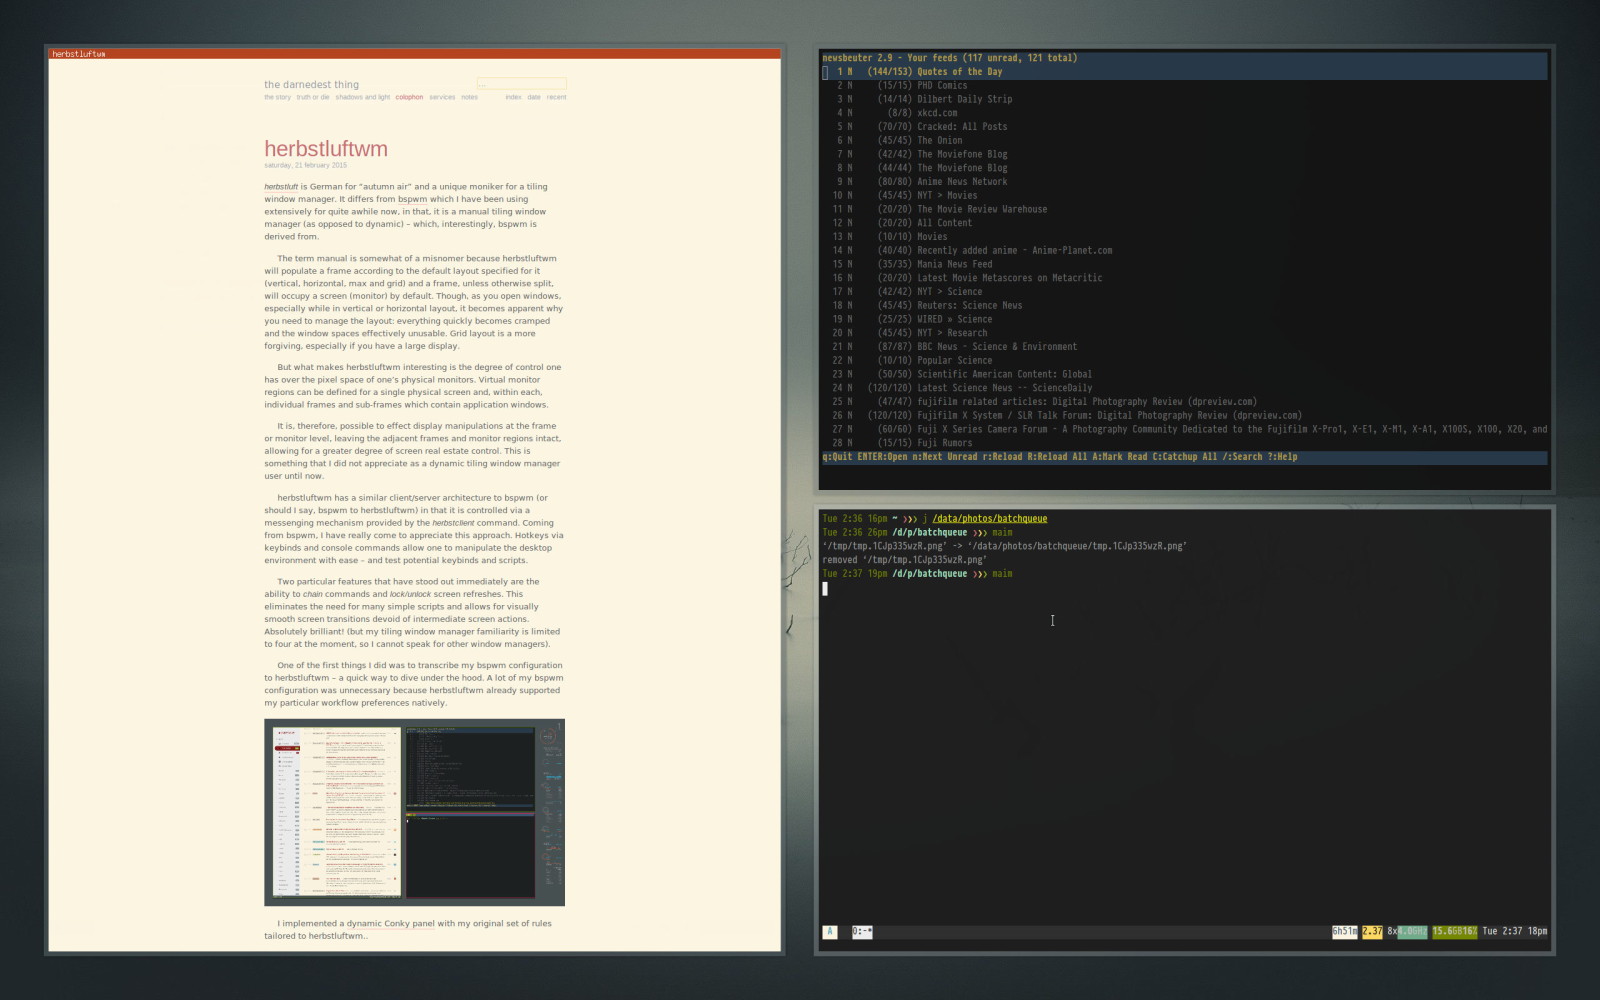 herbstluftwm
the darnedest thing
the story truth or die shadows and light colophon services notes index date recent
herbstluftwm
saturday, 21 february 2015
herbstluft is German for “autumn air” and a unique moniker for a tiling
window manager. It differs from bspwm which I have been using
extensively for quite awhile now, in that, it is a manual tiling window
manager (as opposed to dynamic) – which, interestingly, bspwm is
derived from.
The term manual is somewhat of a misnomer because herbstluftwm
will populate a frame according to the default layout specified for it
(vertical, horizontal, max and grid) and a frame, unless otherwise split,
will occupy a screen (monitor) by default. Though, as you open windows,
especially while in vertical or horizontal layout, it becomes apparent why
you need to manage the layout: everything quickly becomes cramped
and the window spaces effectively unusable. Grid layout is a more
forgiving, especially if you have a large display.
But what makes herbstluftwm interesting is the degree of control one
has over the pixel space of one’s physical monitors. Virtual monitor
regions can be defined for a single physical screen and, within each,
individual frames and sub-frames which contain application windows.
It is, therefore, possible to effect display manipulations at the frame
or monitor level, leaving the adjacent frames and monitor regions intact,
allowing for a greater degree of screen real estate control. This is
something that I did not appreciate as a dynamic tiling window manager
user until now.
herbstluftwm has a similar client/server architecture to bspwm (or
should I say, bspwm to herbstluftwm) in that it is controlled via a
messenging mechanism provided by the herbstclient command. Coming
from bspwm, I have really come to appreciate this approach. Hotkeys via
keybinds and console commands allow one to manipulate the desktop
environment with ease – and test potential keybinds and scripts.
Two particular features that have stood out immediately are the
ability to chain commands and lock/unlock screen refreshes. This
eliminates the need for many simple scripts and allows for visually
smooth screen transitions devoid of intermediate screen actions.
Absolutely brilliant! (but my tiling window manager familiarity is limited
to four at the moment, so I cannot speak for other window managers).
One of the first things I did was to transcribe my bspwm configuration
to herbstluftwm – a quick way to dive under the hood. A lot of my bspwm
configuration was unnecessary because herbstluftwm already supported
my particular workflow preferences natively.
I implemented a dynamic Conky panel with my original set of rules
tailored to herbstluftwm..
newsbeuter 2.9 - Your feeds (117 unread, 121 total)
1 N (144/153) Quotes of the Day
2 N (15/15) PHD Comics
3 N (14/14) Dilbert Daily Strip
4 N (8/8) xkcd.com
5 N (70/70) Cracked: All Posts
6 N (45/45) The Onion
7 N (42/42) The Moviefone Blog
8 N (44/44) The Moviefone Blog
9 N (80/80) Anime News Network
10 N (45/45) NYT > Movies
11 N (20/20) The Movie Review Warehouse
12 N (20/20) All Content
13 N (10/10) Movies
14 N (40/40) Recently added anime - Anime-Planet.com
15 N (35/35) Mania News Feed
16 N (20/20) Latest Movie Metascores on Metacritic
17 N (42/42) NYT > Science
18 N (45/45) Reuters: Science News
19 N (25/25) WIRED » Science
20 N (45/45) NYT > Research
21 N (87/87) BBC News - Science & Environment
22 N (10/10) Popular Science
23 N (50/50) Scientific American Content: Global
24 N (120/120) Latest Science News -- ScienceDaily
25 N (47/47) fujifilm related articles: Digital Photography Review (dpreview.com)
26 N (120/120) Fujifilm X System / SLR Talk Forum: Digital Photography Review (dpreview.com)
27 N (60/60) Fuji X Series Camera Forum - A Photography Community Dedicated to the Fujifilm X-Pro1, X-E1, X-M1, X-A1, X100S, X100, X20, and
28 N (15/15) Fuji Rumors
q:Quit ENTER:Open n:Next Unread r:Reload R:Reload All A:Mark Read C:Catchup All /:Search ?:Help
Tue 2:36 16pm ~ ❯❯❯ j /data/photos/batchqueue
Tue 2:36 26pm /d/p/batchqueue ❯❯❯ maim
‘/tmp/tmp.1CJp335wzR.png’ -> ‘/data/photos/batchqueue/tmp.1CJp335wzR.png’
removed ‘/tmp/tmp.1CJp335wzR.png’
Tue 2:37 19pm /d/p/batchqueue ❯❯❯ maim
A 0:-* 6h51m 2.37 8x4.0GHz 15.6GB16% Tue 2:37 18pm